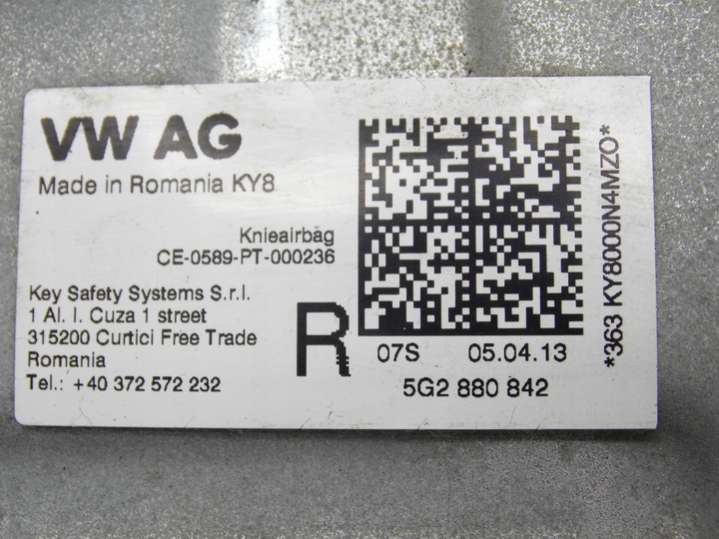 VW AG
Made in Romania KY8
Knieairbag
CE-0589-PT-000236
Key Safety Systems S.r.l.
1 Al. I. Cuza 1 street
315200 Curtici Free Trade
Romania
Tel.: +40 372 572 232
R
07S 05.04.13
5G2 880 842
*363 KY8000N4MZO*